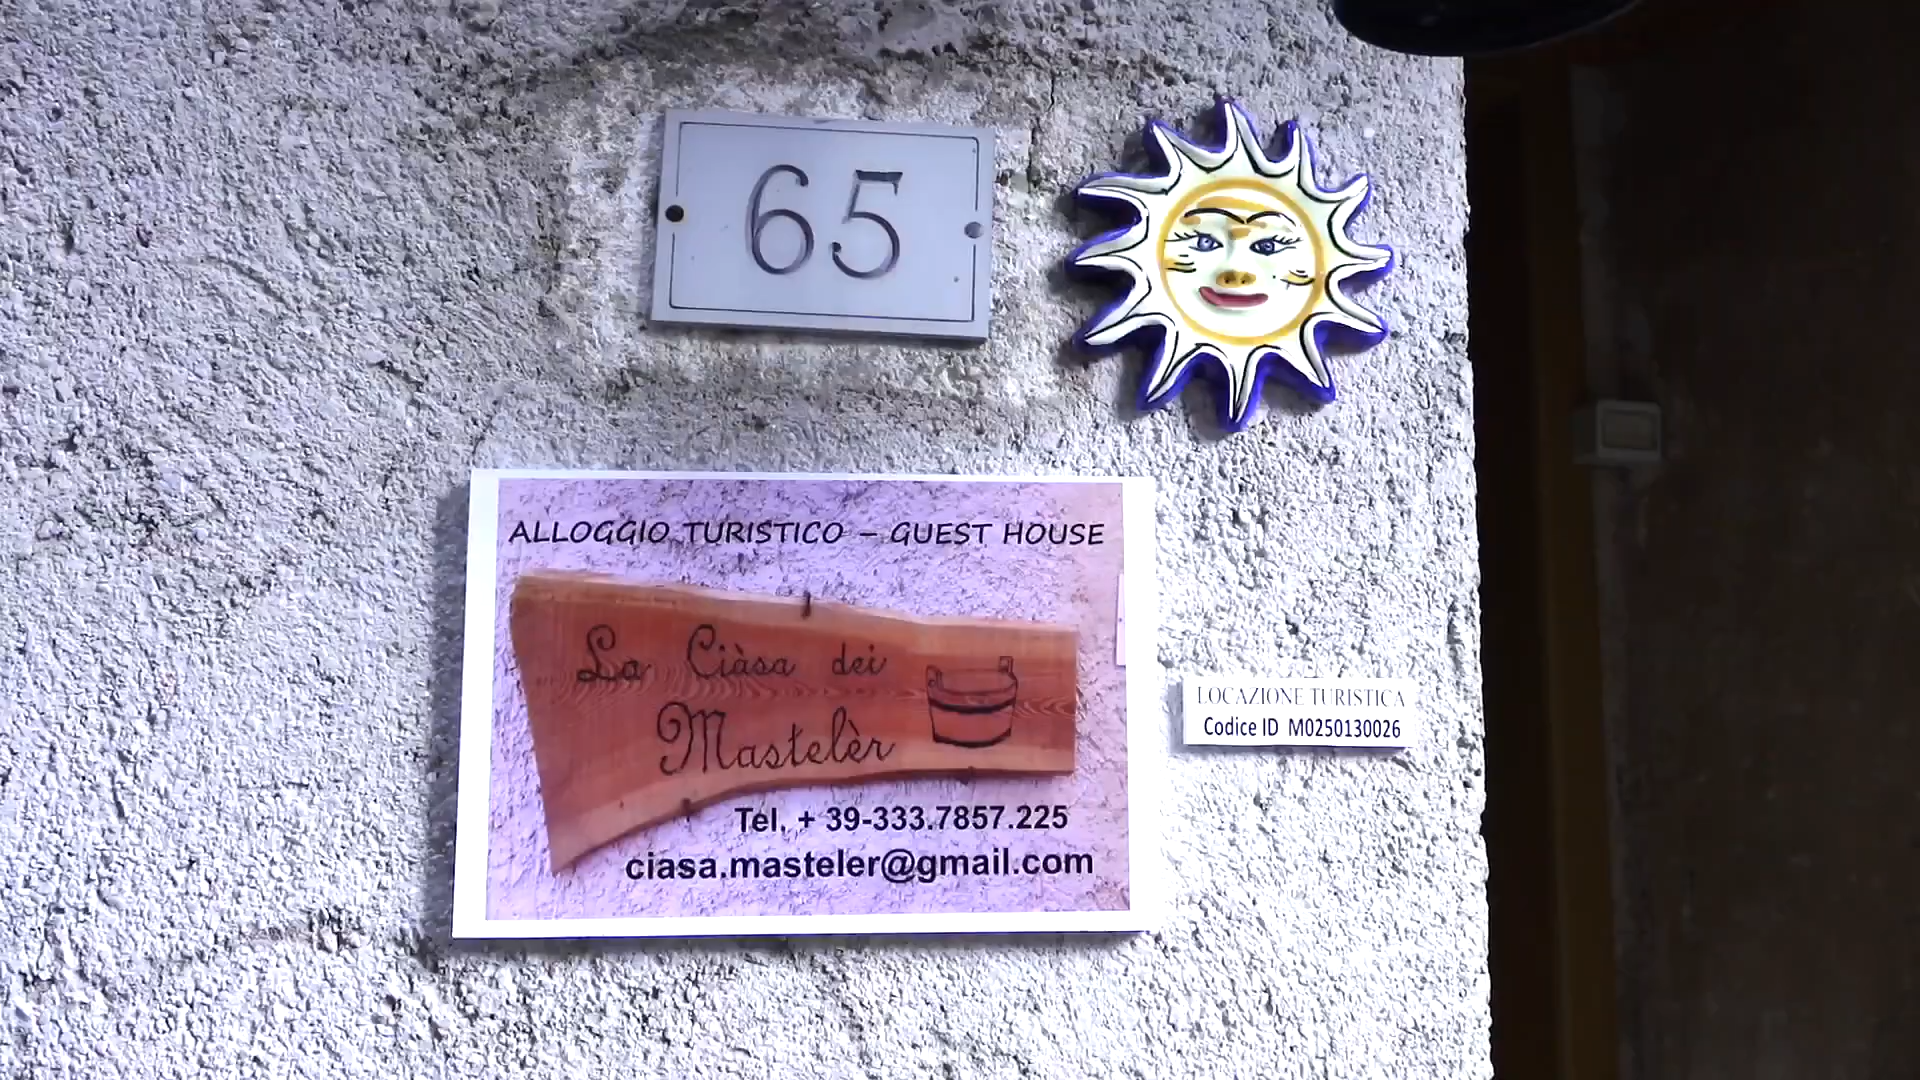 65
ALLOGGIO TURISTICO – GUEST HOUSE
La Ciàsa dei
Mastelèr
Tel. + 39-333.7857.225
ciasa.masteler@gmail.com
LOCAZIONE TURISTICA
Codice ID M0250130026